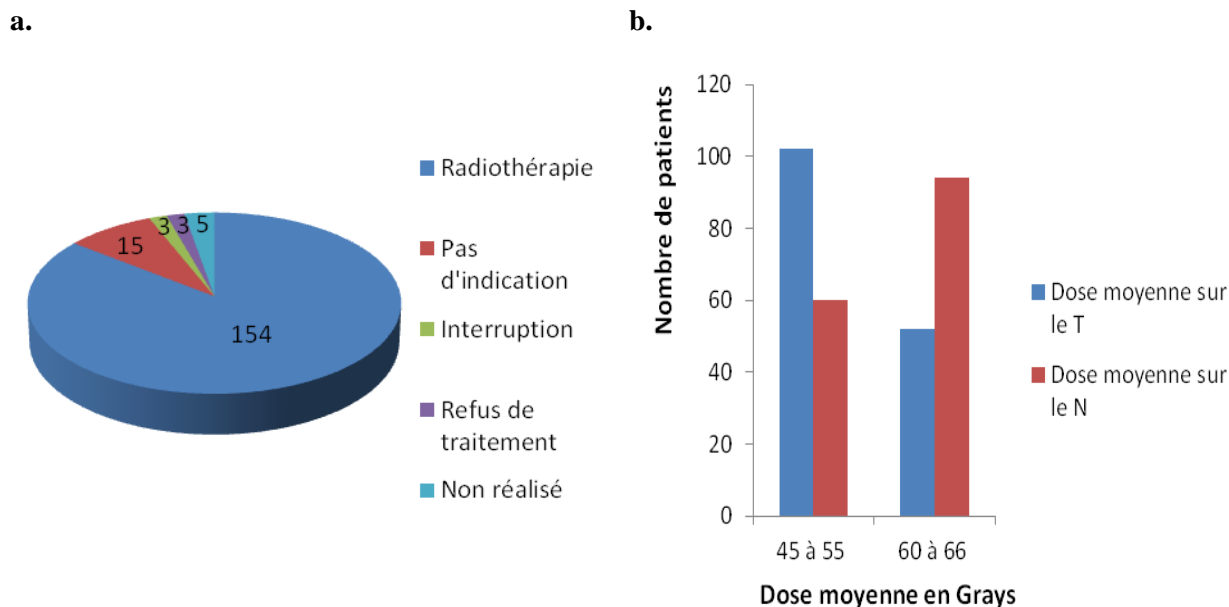 a.
154
15
3
3
5
Radiothérapie
Pas
d'indication
Interruption
Refus de
traitement
Non réalisé
b.
Nombre de patients
120
100
80
60
40
20
0
45 à 55
60 à 66
Dose moyenne en Grays
Dose moyenne sur
le T
Dose moyenne sur
le N